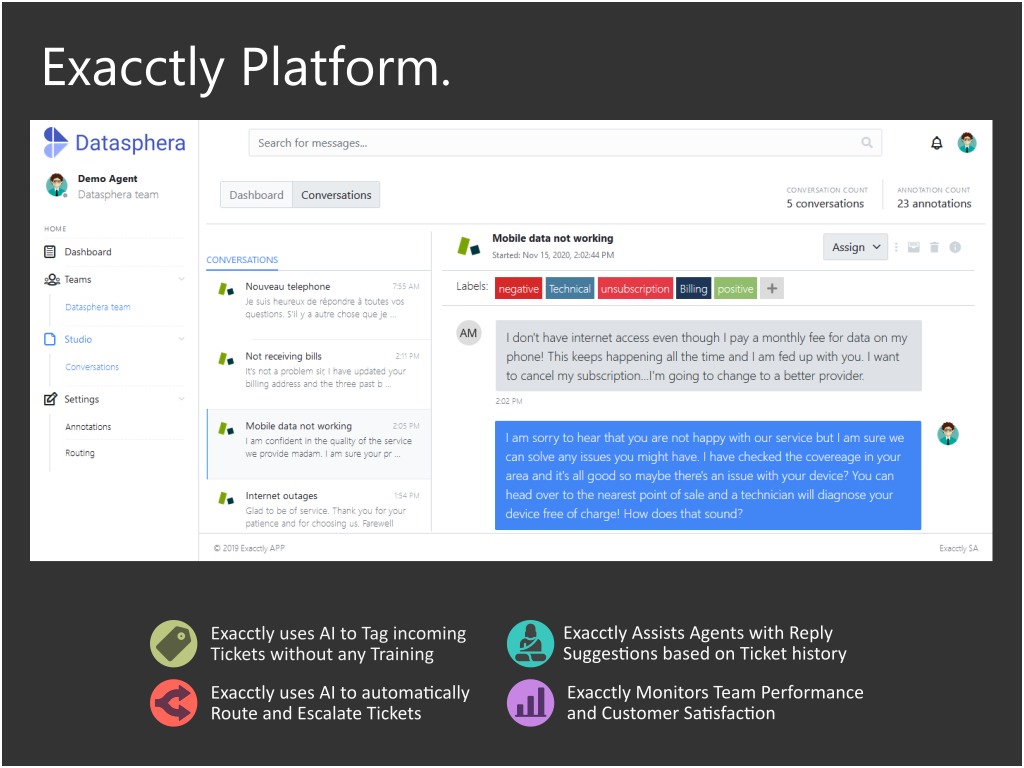 Exacctly Platform.
Datasphera
Search for messages...
Demo Agent
Datasphera team
HOME
Dashboard
Teams
Datasphera team
Studio
Conversations
Settings
Annotations
Routing
Dashboard
Conversations
CONVERSATION COUNT
5 conversations
ANNOTATION COUNT
23 annotations
CONVERSATIONS
Nouveau telephone 7:55 AM
Je suis heureux de répondre à toutes vos
questions. S'il y a autre chose que je ...
Not receiving bills 2:11 PM
It's not a problem sir, I have updated your
billing address and the three past b ...
Mobile data not working 2:05 PM
I am confident in the quality of the service
we provide madam. I am sure your pr ...
Internet outages 1:54 PM
Glad to be of service. Thank you for your
patience and for choosing us. Farewell
Mobile data not working
Started: Nov 15, 2020, 2:02:44 PM
Assign
Labels: negative Technical unsubscription Billing positive +
AM
I don't have internet access even though I pay a monthly fee for data on my
phone! This keeps happening all the time and I am fed up with you. I want
to cancel my subscription...I'm going to change to a better provider.
2:02 PM
I am sorry to hear that you are not happy with our service but I am sure we
can solve any issues you might have. I have checked the covereage in your
area and it's all good so maybe there's an issue with your device? You can
head over to the nearest point of sale and a technician will diagnose your
device free of charge! How does that sound?
© 2019 Exacctly APP
Exacctly SA
Exacctly uses AI to Tag incoming
Tickets without any Training
Exacctly Assists Agents with Reply
Suggestions based on Ticket history
Exacctly uses AI to automatically
Route and Escalate Tickets
Exacctly Monitors Team Performance
and Customer Satisfaction